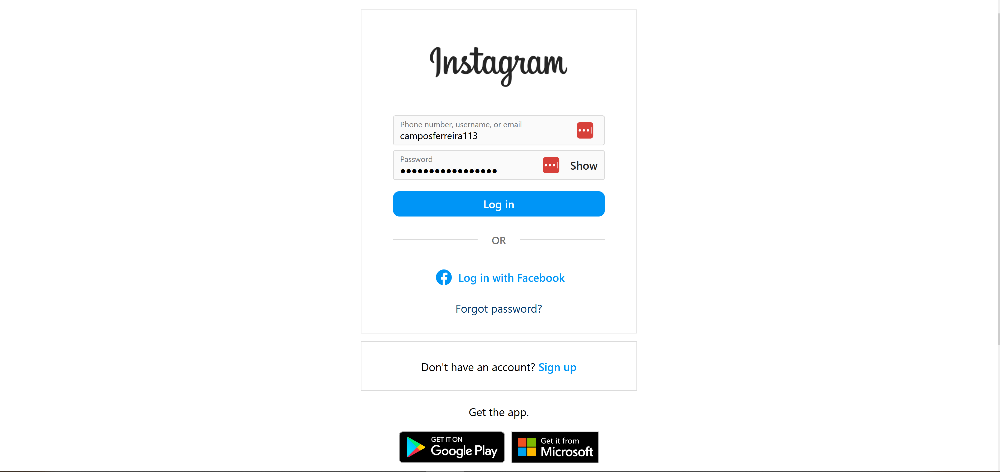 Instagram
Phone number, username, or email
camposferreira113
Password
•••••••••••••••••
Show
Log in
OR
Log in with Facebook
Forgot password?
Don't have an account? Sign up
Get the app.
GET IT ON
Google Play
Get it from
Microsoft